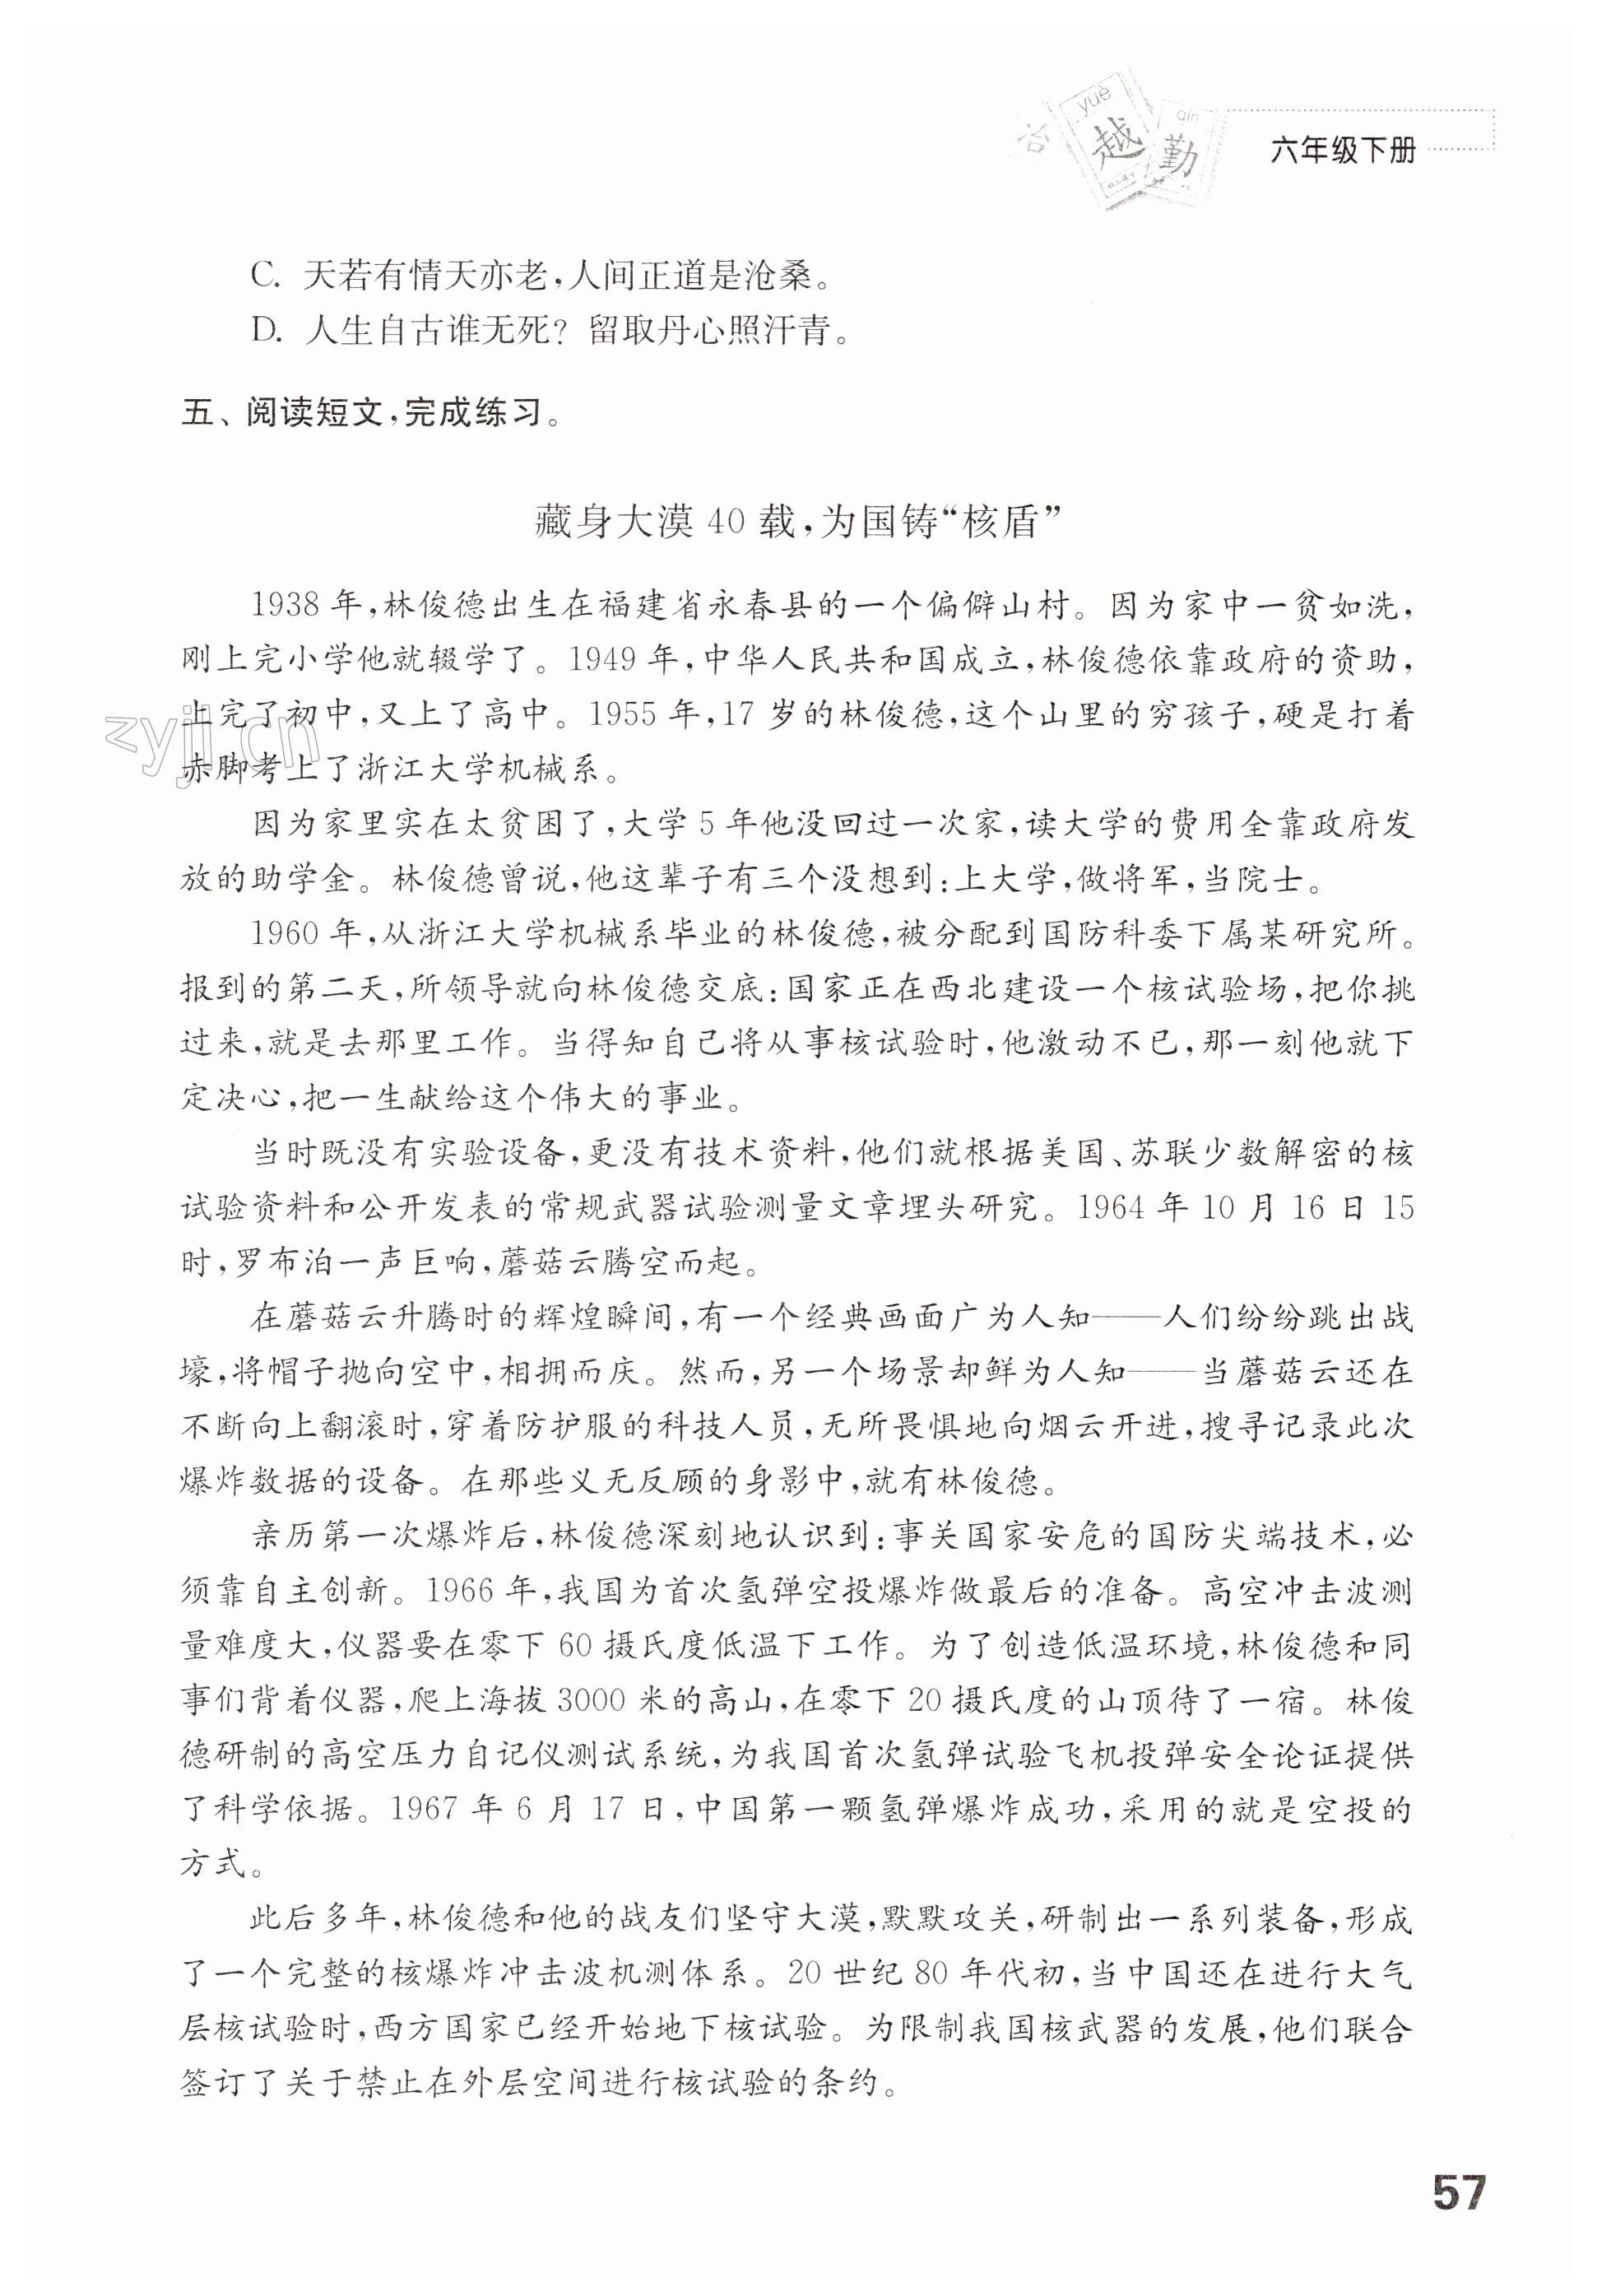 yuè
qín
越
勤
六年级下册
C. 天若有情天亦老，人间正道是沧桑。
D. 人生自古谁无死？留取丹心照汗青。
五、阅读短文，完成练习。
藏身大漠 40 载，为国铸“核盾”
1938 年，林俊德出生在福建省永春县的一个偏僻山村。因为家中一贫如洗，
刚上完小学他就辍学了。1949 年，中华人民共和国成立，林俊德依靠政府的资助，
上完了初中，又上了高中。1955 年，17 岁的林俊德，这个山里的穷孩子，硬是打着
赤脚考上了浙江大学机械系。
因为家里实在太贫困了，大学 5 年他没回过一次家，读大学的费用全靠政府发
放的助学金。林俊德曾说，他这辈子有三个没想到：上大学，做将军，当院士。
1960 年，从浙江大学机械系毕业的林俊德，被分配到国防科委下属某研究所。
报到的第二天，所领导就向林俊德交底：国家正在西北建设一个核试验场，把你挑
过来，就是去那里工作。当得知自己将从事核试验时，他激动不已，那一刻他就下
定决心，把一生献给这个伟大的事业。
当时既没有实验设备，更没有技术资料，他们就根据美国、苏联少数解密的核
试验资料和公开发表的常规武器试验测量文章埋头研究。1964 年 10 月 16 日 15
时，罗布泊一声巨响，蘑菇云腾空而起。
在蘑菇云升腾时的辉煌瞬间，有一个经典画面广为人知——人们纷纷跳出战
壕，将帽子抛向空中，相拥而庆。然而，另一个场景却鲜为人知——当蘑菇云还在
不断向上翻滚时，穿着防护服的科技人员，无所畏惧地向烟云开进，搜寻记录此次
爆炸数据的设备。在那些义无反顾的身影中，就有林俊德。
亲历第一次爆炸后，林俊德深刻地认识到：事关国家安危的国防尖端技术，必
须靠自主创新。1966 年，我国为首次氢弹空投爆炸做最后的准备。高空冲击波测
量难度大，仪器要在零下 60 摄氏度低温下工作。为了创造低温环境，林俊德和同
事们背着仪器，爬上海拔 3000 米的高山，在零下 20 摄氏度的山顶待了一宿。林俊
德研制的高空压力自记仪测试系统，为我国首次氢弹试验飞机投弹安全论证提供
了科学依据。1967 年 6 月 17 日，中国第一颗氢弹爆炸成功，采用的就是空投的
方式。
此后多年，林俊德和他的战友们坚守大漠，默默攻关，研制出一系列装备，形成
了一个完整的核爆炸冲击波机测体系。20 世纪 80 年代初，当中国还在进行大气
层核试验时，西方国家已经开始地下核试验。为限制我国核武器的发展，他们联合
签订了关于禁止在外层空间进行核试验的条约。
zyjl.cn
57